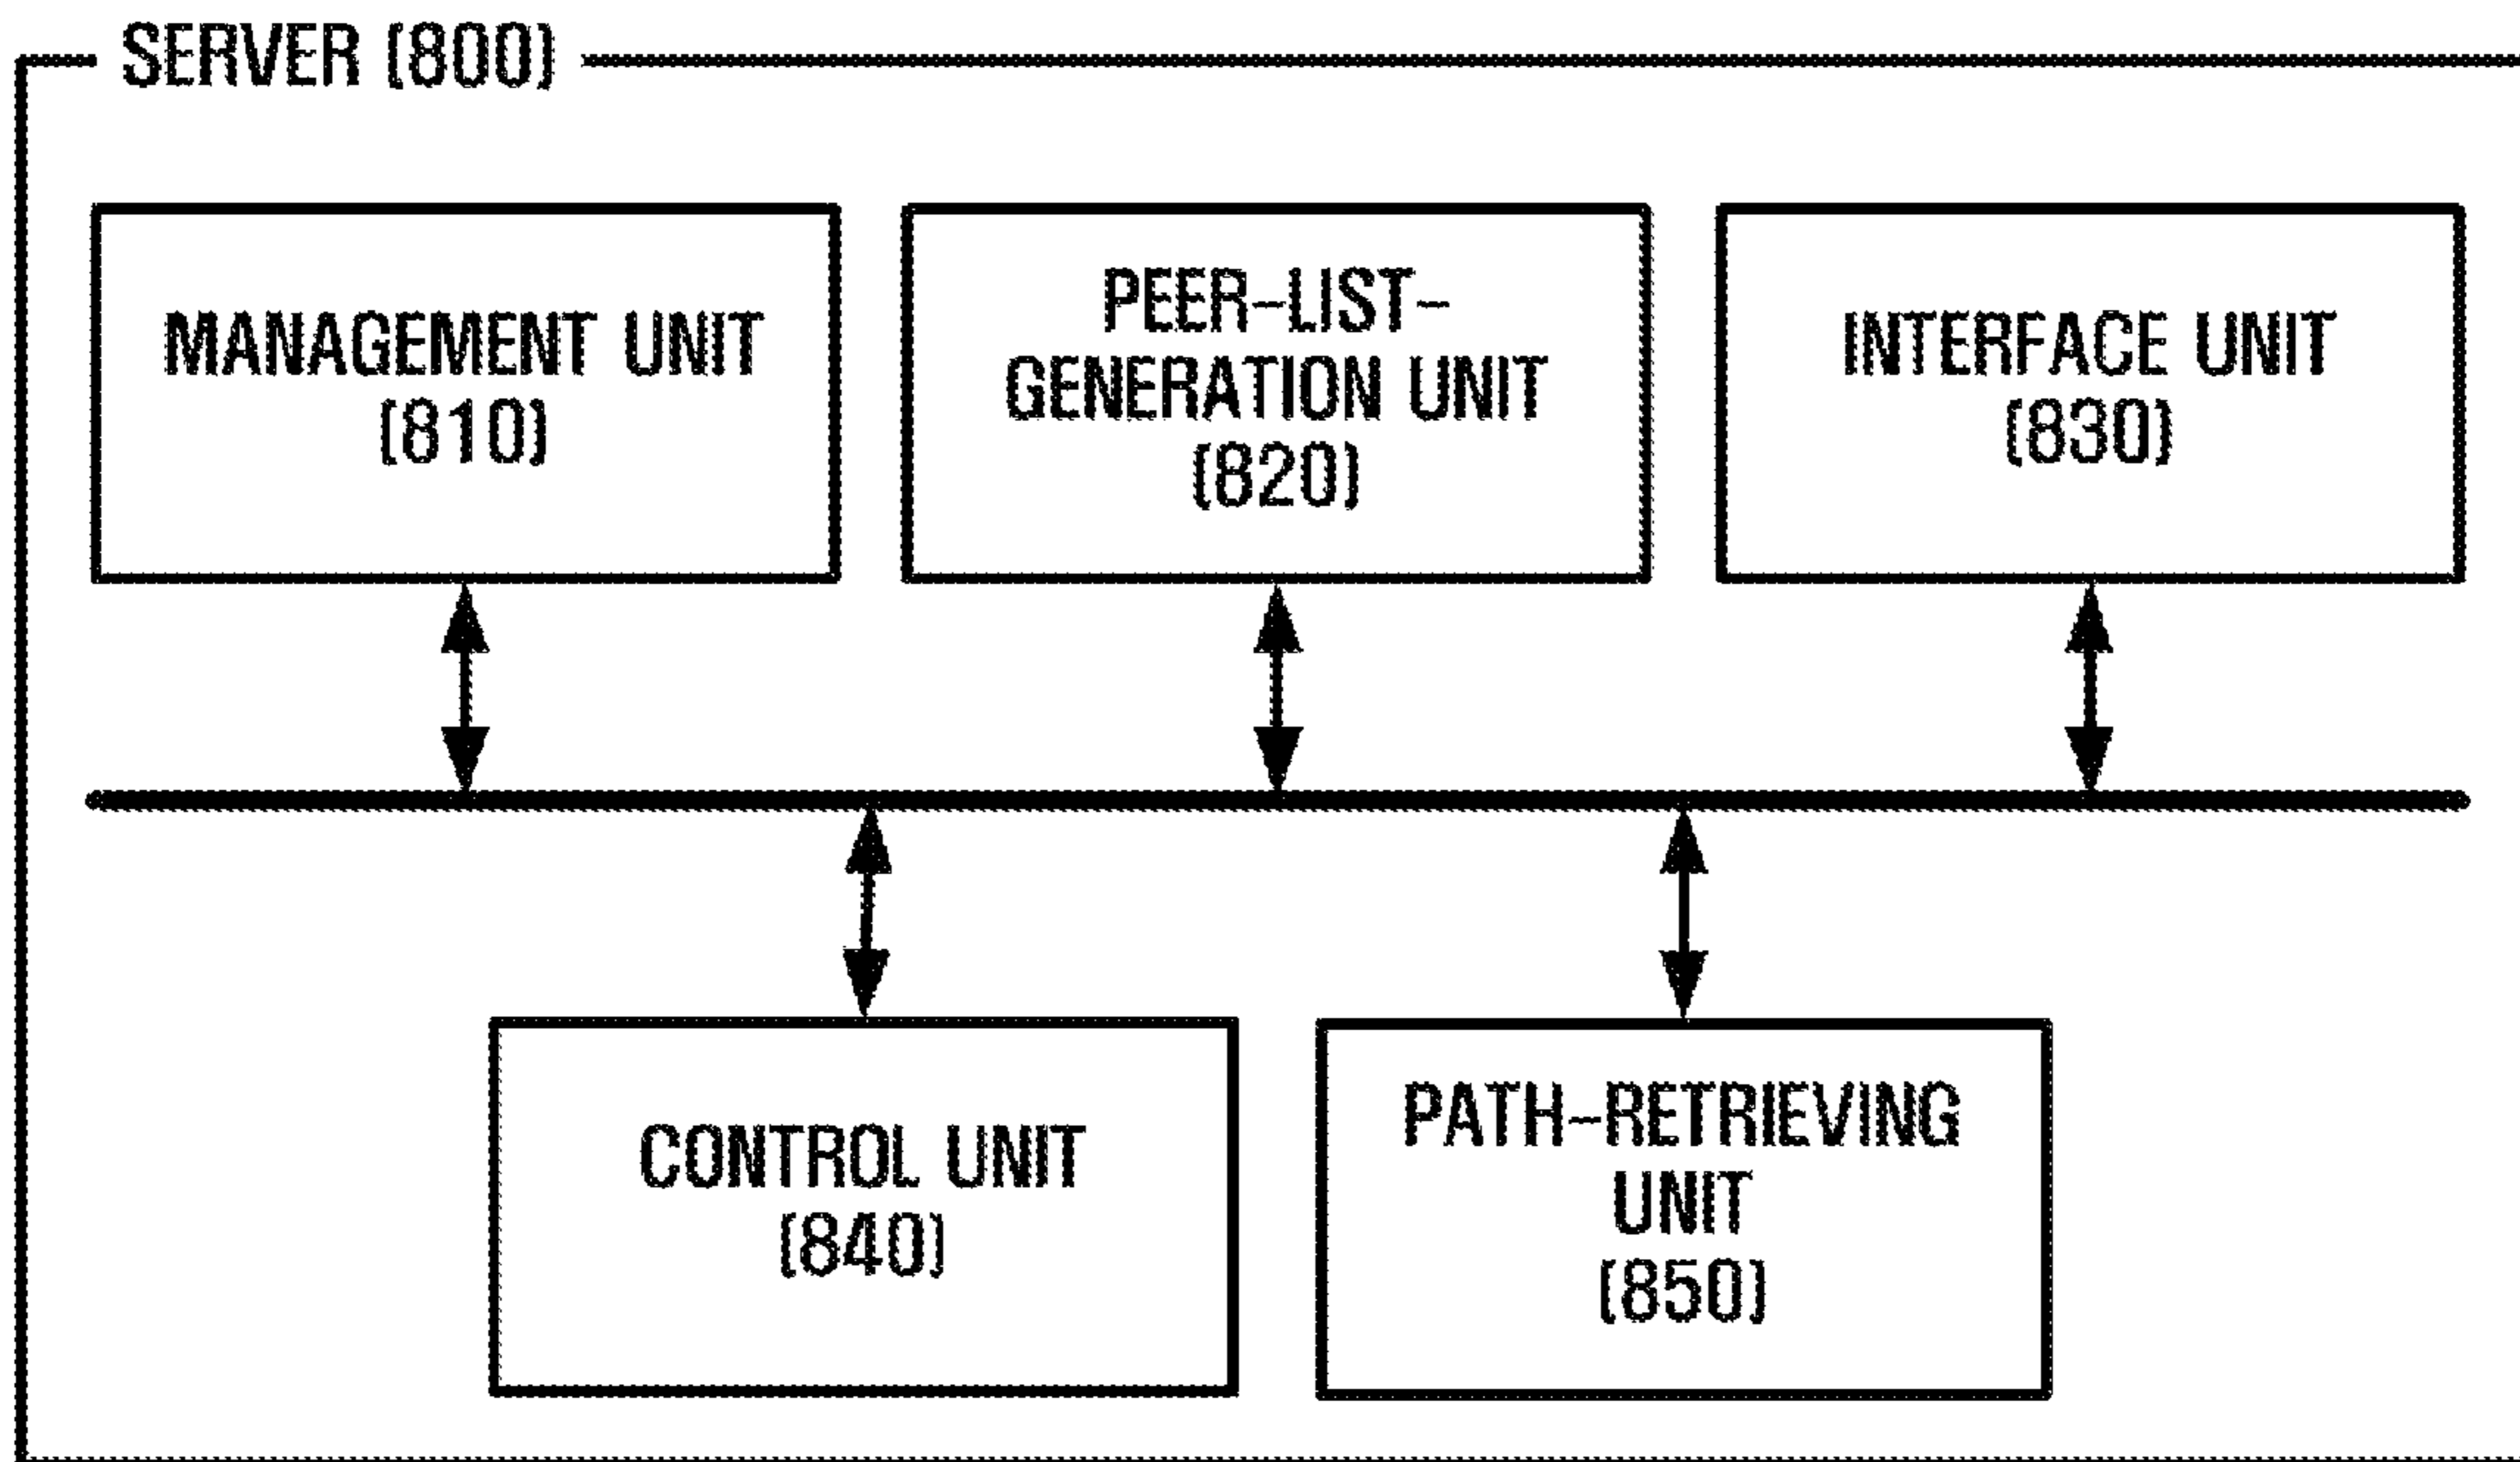 SERVER (800)
MANAGEMENT UNIT
(810)
PEER-LIST-
GENERATION UNIT
(820)
INTERFACE UNIT
(830)
CONTROL UNIT
(840)
PATH-RETRIEVING
UNIT
(850)